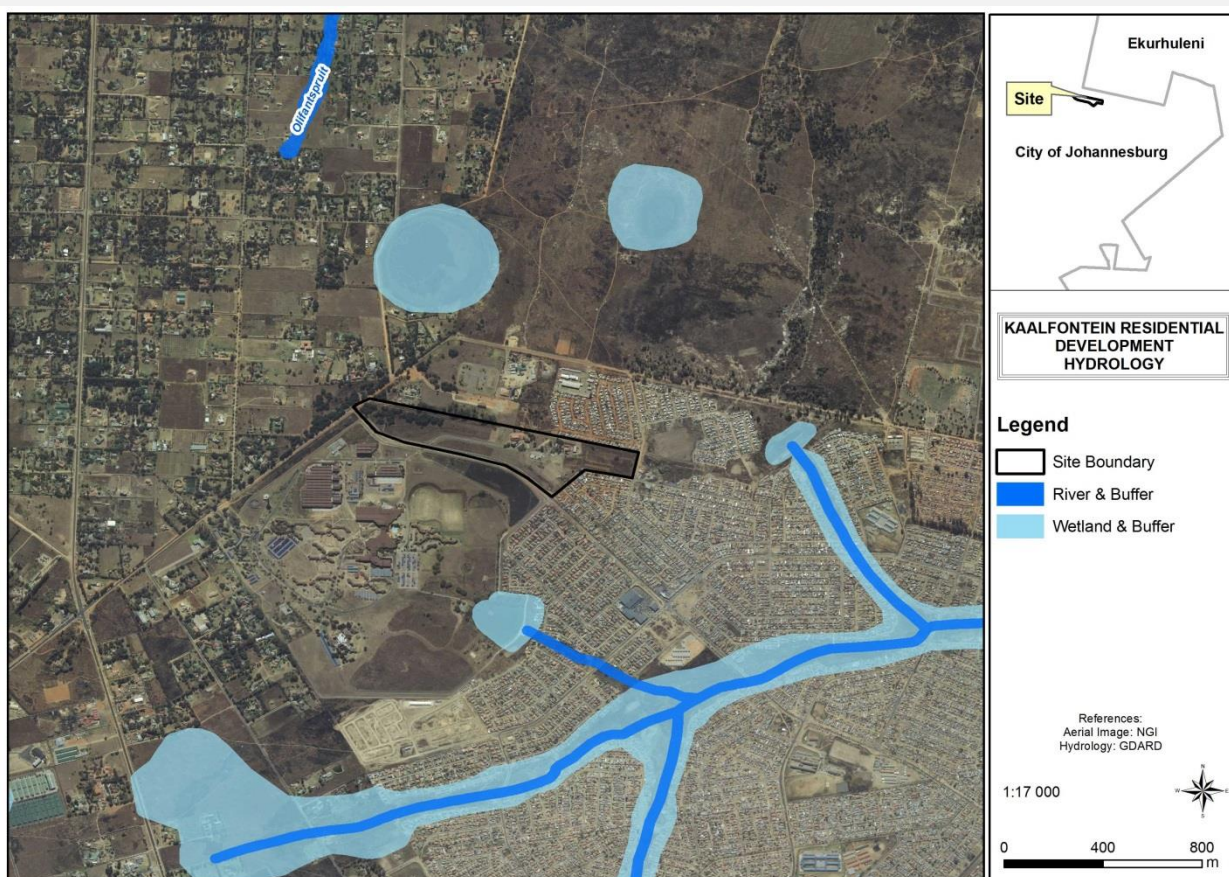 Olifantspruit
Ekurhuleni
Site
City of Johannesburg
KAALFONTEIN RESIDENTIAL
DEVELOPMENT
HYDROLOGY
Legend
Site Boundary
River & Buffer
Wetland & Buffer
References:
Aerial Image: NGI
Hydrology: GDARD
1:17 000
N
W E
S
0 400 800
m